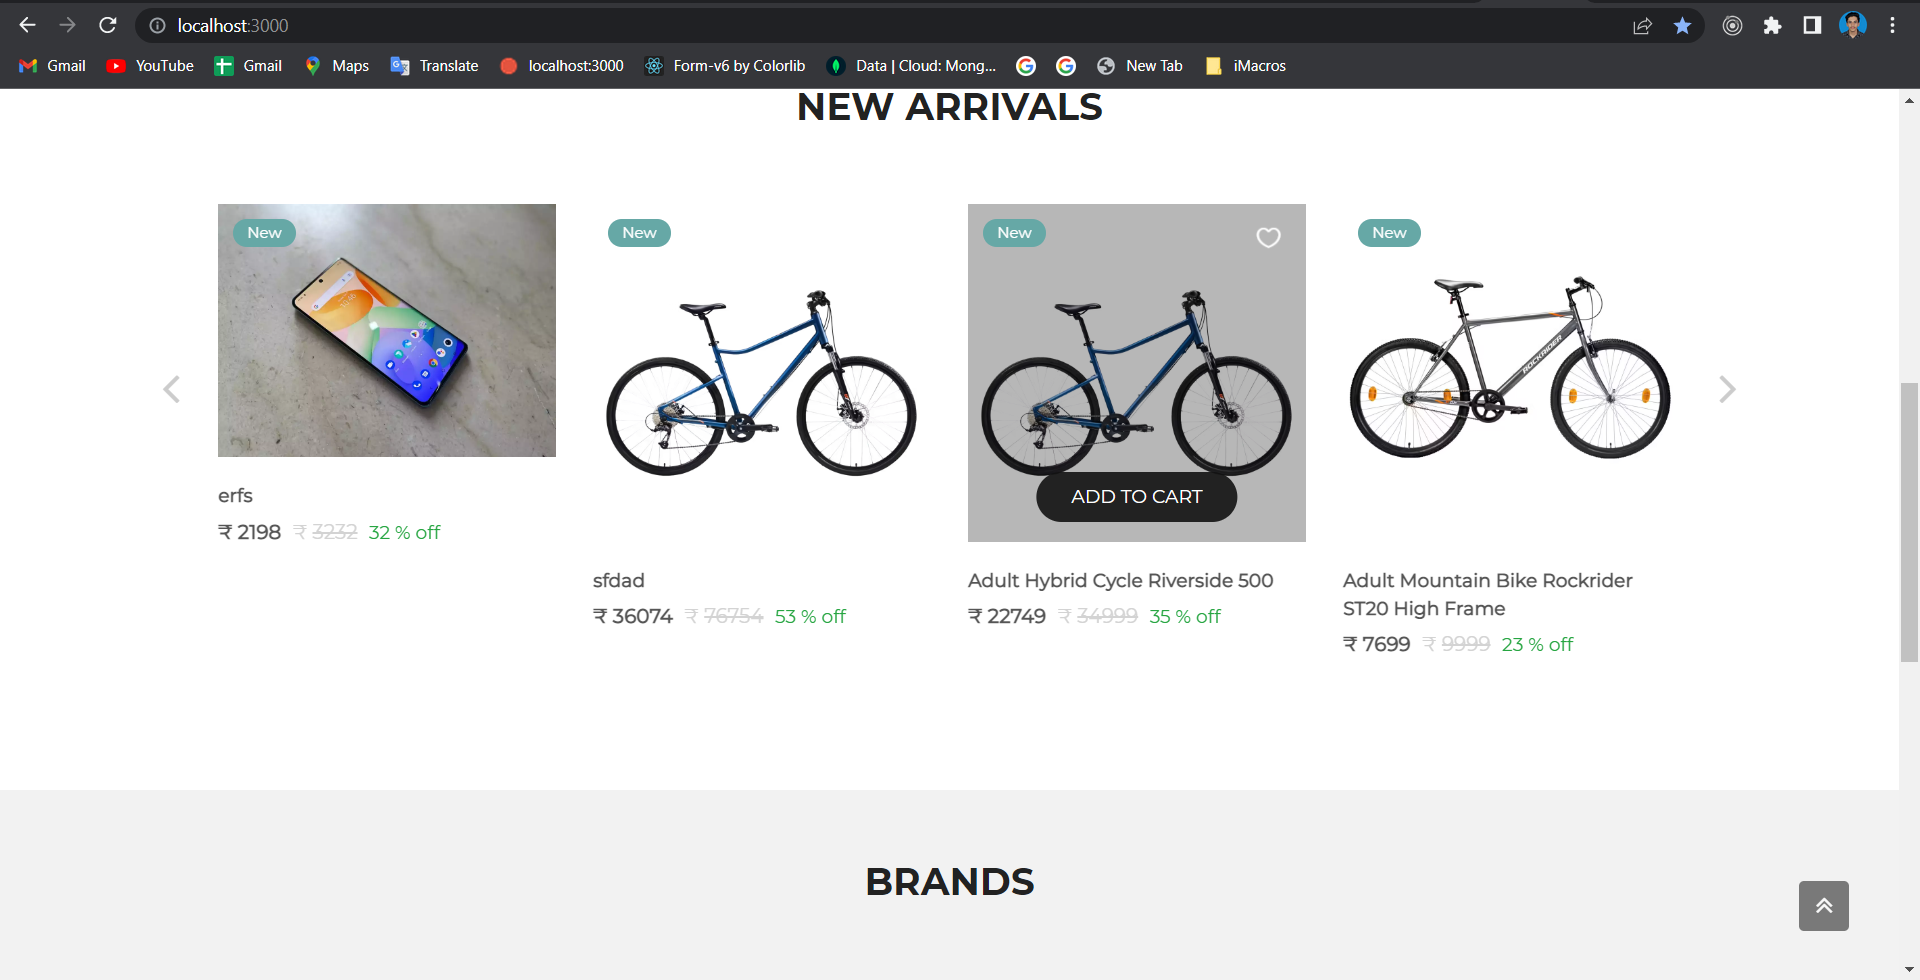 localhost:3000
Gmail YouTube Gmail Maps Translate localhost:3000 Form-v6 by Colorlib Data | Cloud: Mong... New Tab iMacros
NEW ARRIVALS
New
erfs
₹ 2198 ₹ 3232 32 % off
New
sfdad
₹ 36074 ₹ 76754 53 % off
New
ADD TO CART
Adult Hybrid Cycle Riverside 500
₹ 22749 ₹ 34999 35 % off
New
ROCKRIDER
Adult Mountain Bike Rockrider
ST20 High Frame
₹ 7699 ₹ 9999 23 % off
BRANDS